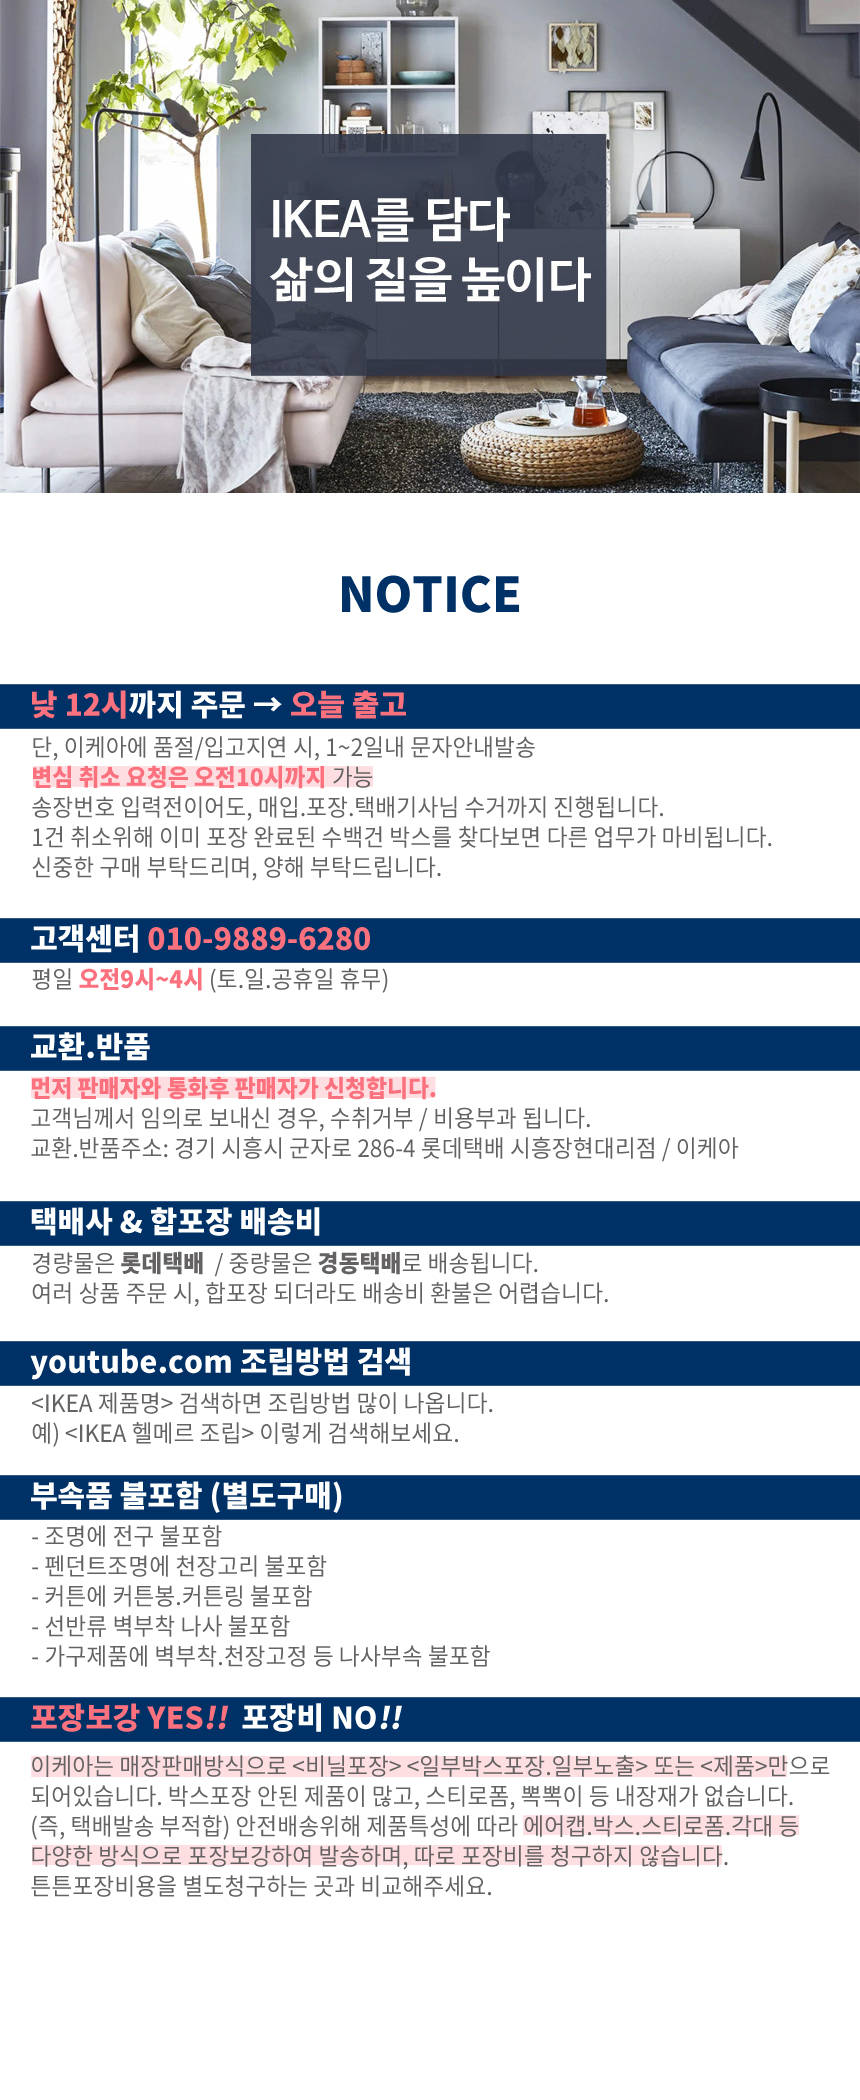 IKEA를 담다
삶의 질을 높이다
NOTICE
낮 12시까지 주문 → 오늘 출고
단, 이케아에 품절/입고지연 시, 1~2일내 문자안내발송
변심 취소 요청은 오전10시까지 가능
송장번호 입력전이어도, 매입.포장.택배기사님 수거까지 진행됩니다.
1건 취소위해 이미 포장 완료된 수백건 박스를 찾다보면 다른 업무가 마비됩니다.
신중한 구매 부탁드리며, 양해 부탁드립니다.
고객센터 010-9889-6280
평일 오전9시~4시 (토.일.공휴일 휴무)
교환.반품
먼저 판매자와 통화후 판매자가 신청합니다.
고객님께서 임의로 보내신 경우, 수취거부 / 비용부과 됩니다.
교환.반품주소: 경기 시흥시 군자로 286-4 롯데택배 시흥장현대리점 / 이케아
택배사 & 합포장 배송비
경량물은 롯데택배 / 중량물은 경동택배로 배송됩니다.
여러 상품 주문 시, 합포장 되더라도 배송비 환불은 어렵습니다.
youtube.com 조립방법 검색
<IKEA 제품명> 검색하면 조립방법 많이 나옵니다.
예) <IKEA 헬메르 조립> 이렇게 검색해보세요.
부속품 불포함 (별도구매)
- 조명에 전구 불포함
- 펜던트조명에 천장고리 불포함
- 커튼에 커튼봉.커튼링 불포함
- 선반류 벽부착 나사 불포함
- 가구제품에 벽부착.천장고정 등 나사부속 불포함
포장보강 YES!! 포장비 NO!!
이케아는 매장판매방식으로 <비닐포장> <일부박스포장.일부노출> 또는 <제품>만으로
되어있습니다. 박스포장 안된 제품이 많고, 스티로폼, 뽁뽁이 등 내장재가 없습니다.
(즉, 택배발송 부적합) 안전배송위해 제품특성에 따라 에어캡.박스.스티로폼.각대 등
다양한 방식으로 포장보강하여 발송하며, 따로 포장비를 청구하지 않습니다.
튼튼포장비용을 별도청구하는 곳과 비교해주세요.